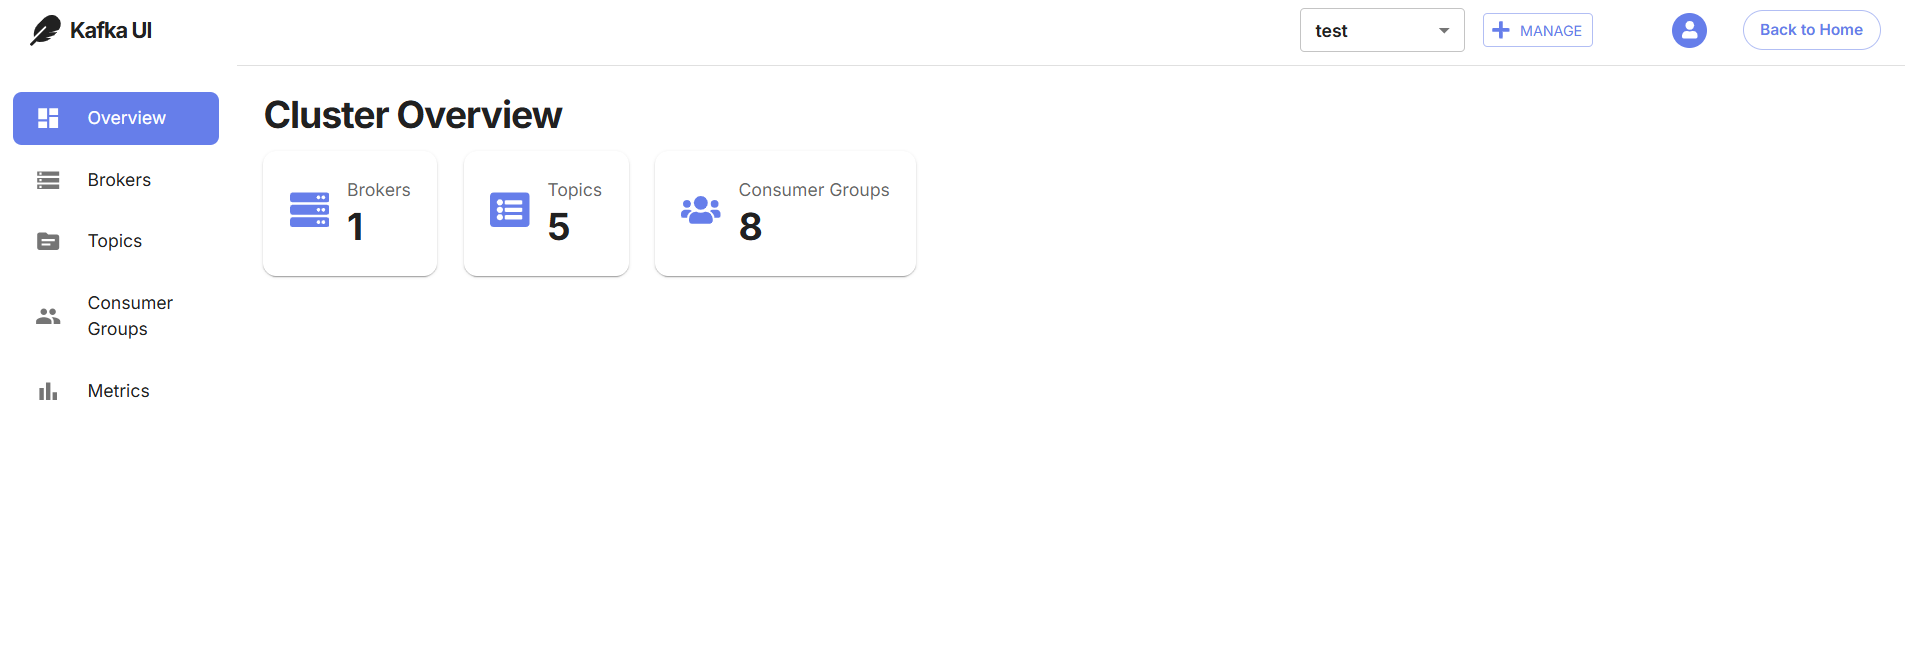 Kafka UI
test
MANAGE
Back to Home
Overview
Brokers
Topics
Consumer
Groups
Metrics
Cluster Overview
Brokers
1
Topics
5
Consumer Groups
8